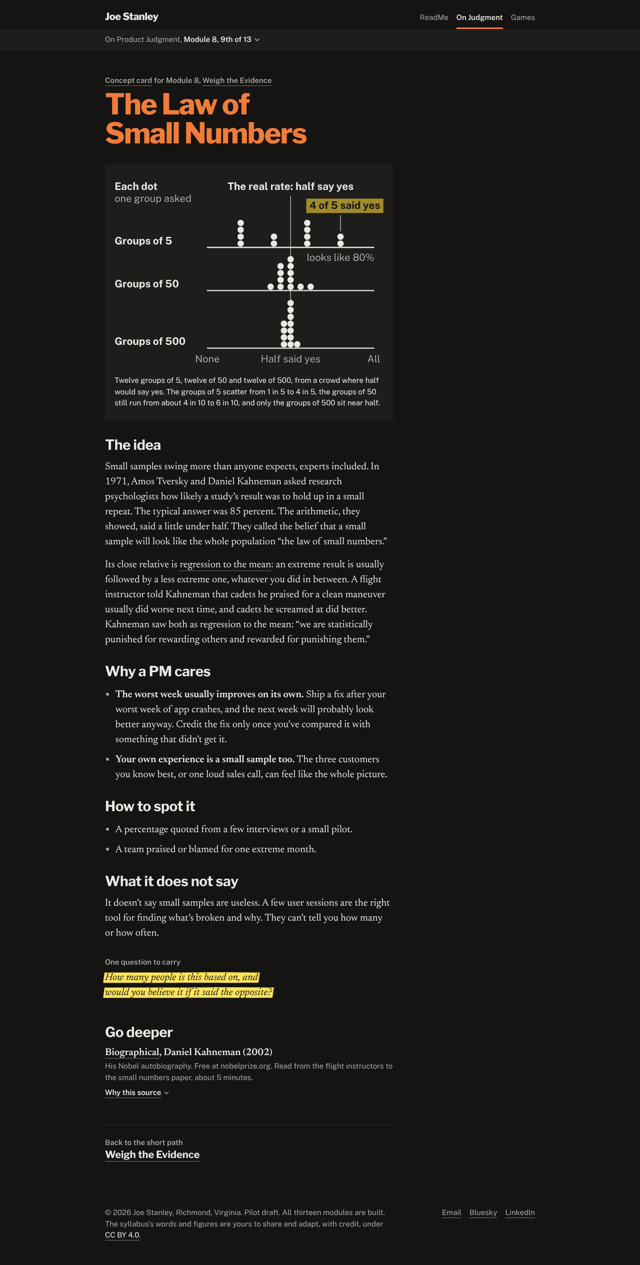 Joe Stanley
ReadMe On Judgment Games
On Product Judgment, Module 8, 9th of 13
Concept card for Module 8, Weigh the Evidence
The Law of
Small Numbers
Each dot
one group asked
The real rate: half say yes
4 of 5 said yes
Groups of 5
looks like 80%
Groups of 50
Groups of 500
None Half said yes All
Twelve groups of 5, twelve of 50 and twelve of 500, from a crowd where half
would say yes. The groups of 5 scatter from 1 in 5 to 4 in 5, the groups of 50
still run from about 4 in 10 to 6 in 10, and only the groups of 500 sit near half.
The idea
Small samples swing more than anyone expects, experts included. In
1971, Amos Tversky and Daniel Kahneman asked research
psychologists how likely a study's result was to hold up in a small
repeat. The typical answer was 85 percent. The arithmetic, they
showed, said a little under half. They called the belief that a small
sample will look like the whole population “the law of small numbers.”
Its close relative is regression to the mean: an extreme result is usually
followed by a less extreme one, whatever you did in between. A flight
instructor told Kahneman that cadets he praised for a clean maneuver
usually did worse next time, and cadets he screamed at did better.
Kahneman saw both as regression to the mean: “we are statistically
punished for rewarding others and rewarded for punishing them.”
Why a PM cares
• The worst week usually improves on its own. Ship a fix after your
worst week of app crashes, and the next week will probably look
better anyway. Credit the fix only once you've compared it with
something that didn't get it.
• Your own experience is a small sample too. The three customers
you know best, or one loud sales call, can feel like the whole picture.
How to spot it
• A percentage quoted from a few interviews or a small pilot.
• A team praised or blamed for one extreme month.
What it does not say
It doesn't say small samples are useless. A few user sessions are the right
tool for finding what's broken and why. They can't tell you how many
or how often.
One question to carry
How many people is this based on, and
would you believe it if it said the opposite?
Go deeper
Biographical, Daniel Kahneman (2002)
His Nobel autobiography. Free at nobelprize.org. Read from the flight instructors to
the small numbers paper, about 5 minutes.
Why this source
Back to the short path
Weigh the Evidence
© 2026 Joe Stanley, Richmond, Virginia. Pilot draft. All thirteen modules are built.
The syllabus's words and figures are yours to share and adapt, with credit, under
CC BY 4.0.
Email Bluesky LinkedIn